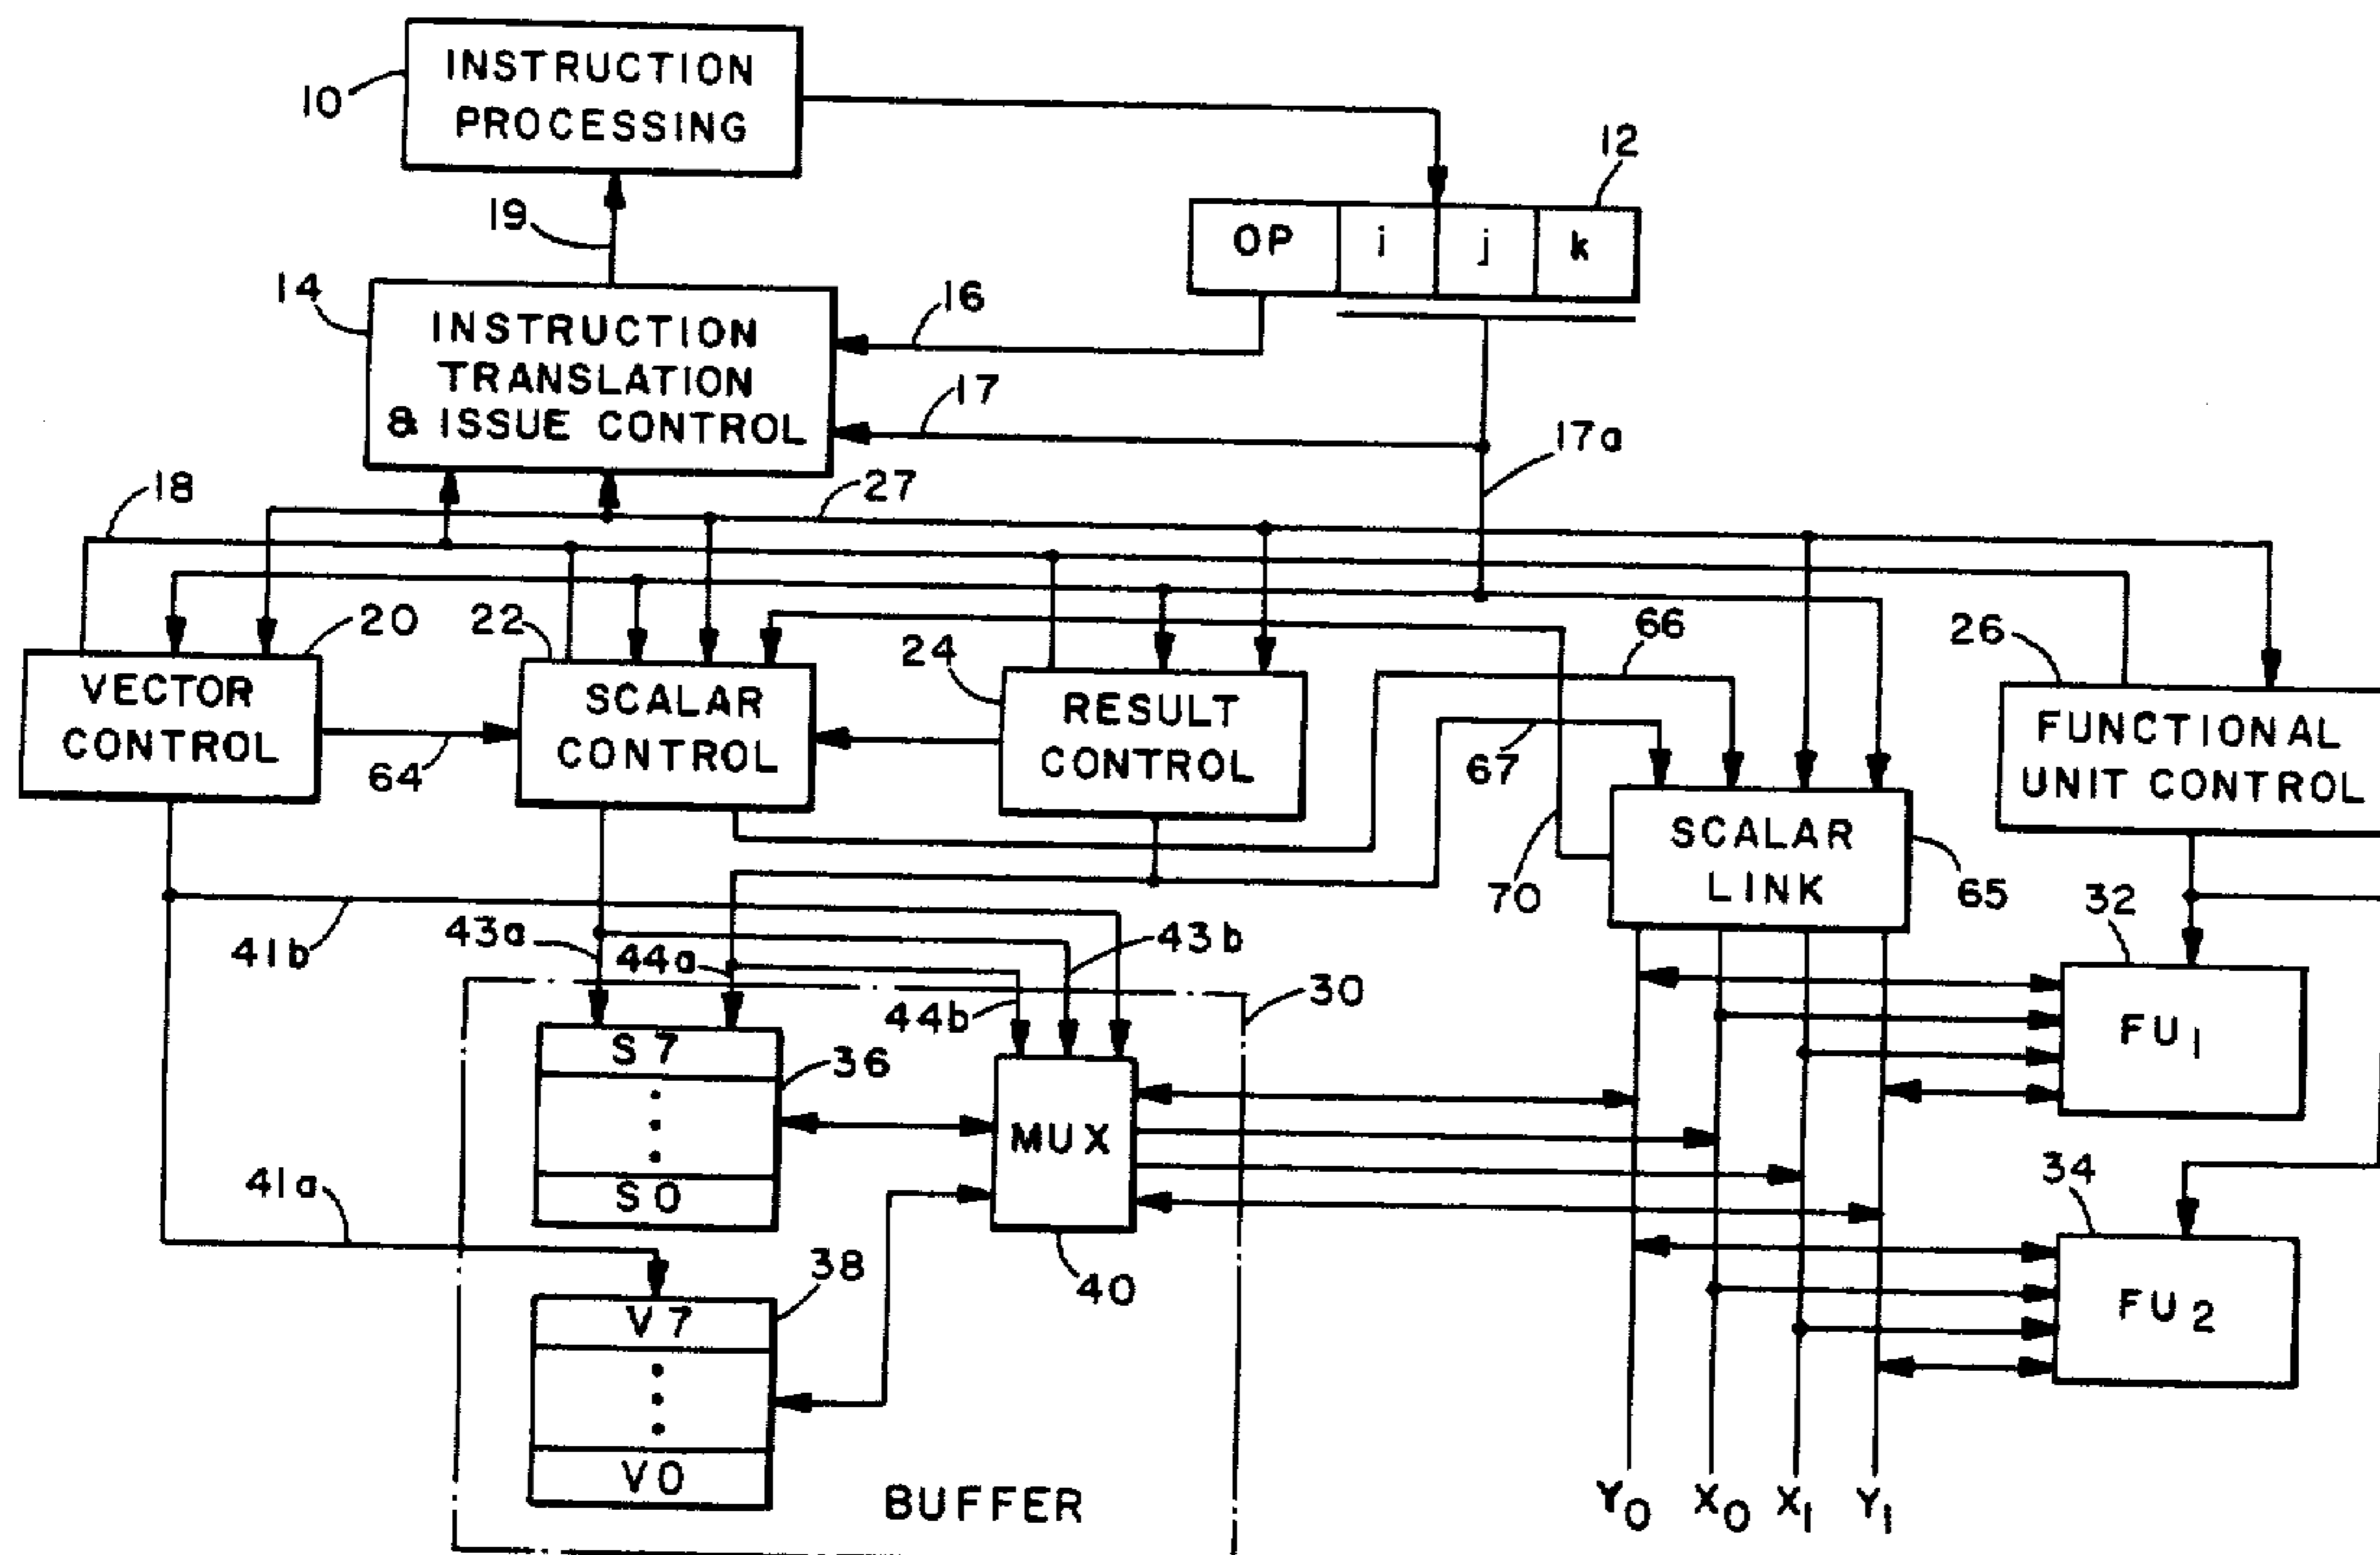 INSTRUCTION
PROCESSING
10
12
OP i j k
19
14
INSTRUCTION
TRANSLATION
& ISSUE CONTROL
16
17
17a
18
27
20
22
24
66
26
VECTOR
CONTROL
64
SCALAR
CONTROL
RESULT
CONTROL
67
FUNCTIONAL
UNIT CONTROL
SCALAR
LINK
65
70
32
41b
43a
44a
43b
44b
30
FU1
S7
36
S0
MUX
40
41a
38
V7
V0
BUFFER
34
FU2
Y0 X0 X1 Y1